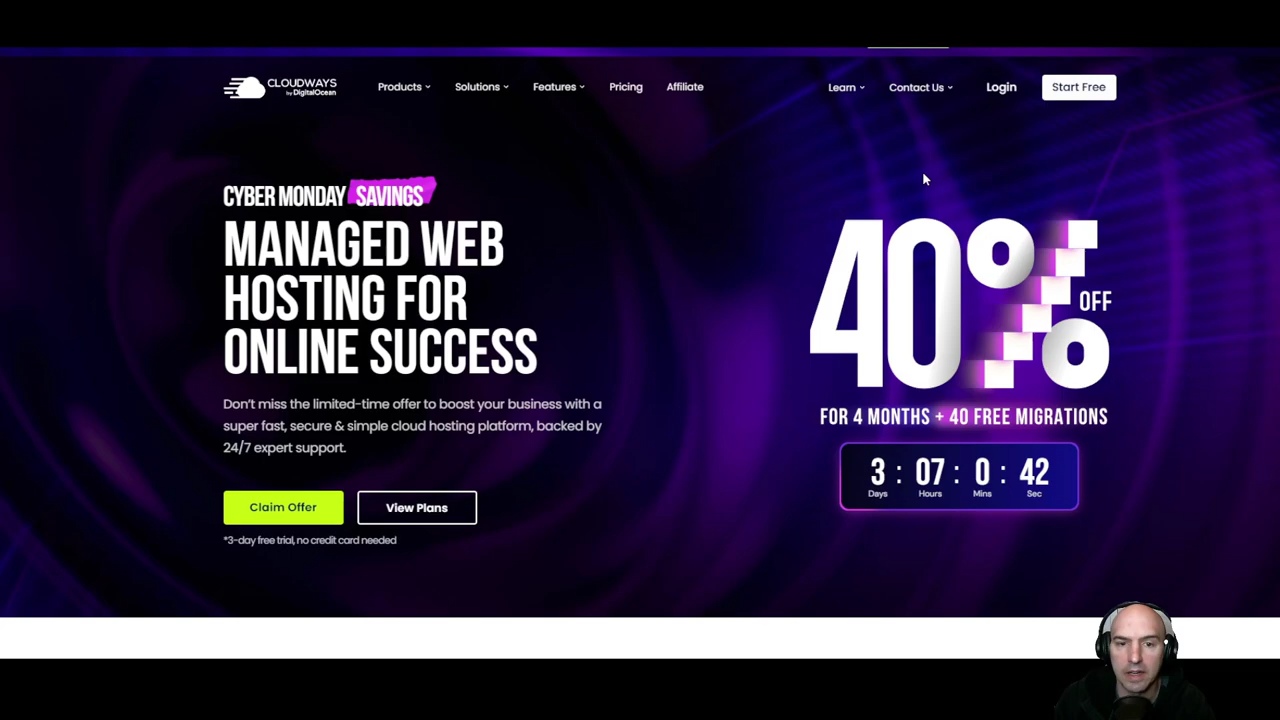 CLOUDWAYS
by DigitalOcean
Products
Solutions
Features
Pricing
Affiliate
Learn
Contact Us
Login
Start Free
CYBER MONDAY SAVINGS
MANAGED WEB
HOSTING FOR
ONLINE SUCCESS
Don't miss the limited-time offer to boost your business with a
super fast, secure & simple cloud hosting platform, backed by
24/7 expert support.
Claim Offer
View Plans
*3-day free trial, no credit card needed
40% OFF
FOR 4 MONTHS + 40 FREE MIGRATIONS
3 : 07 : 0 : 42
Days Hours Mins Sec